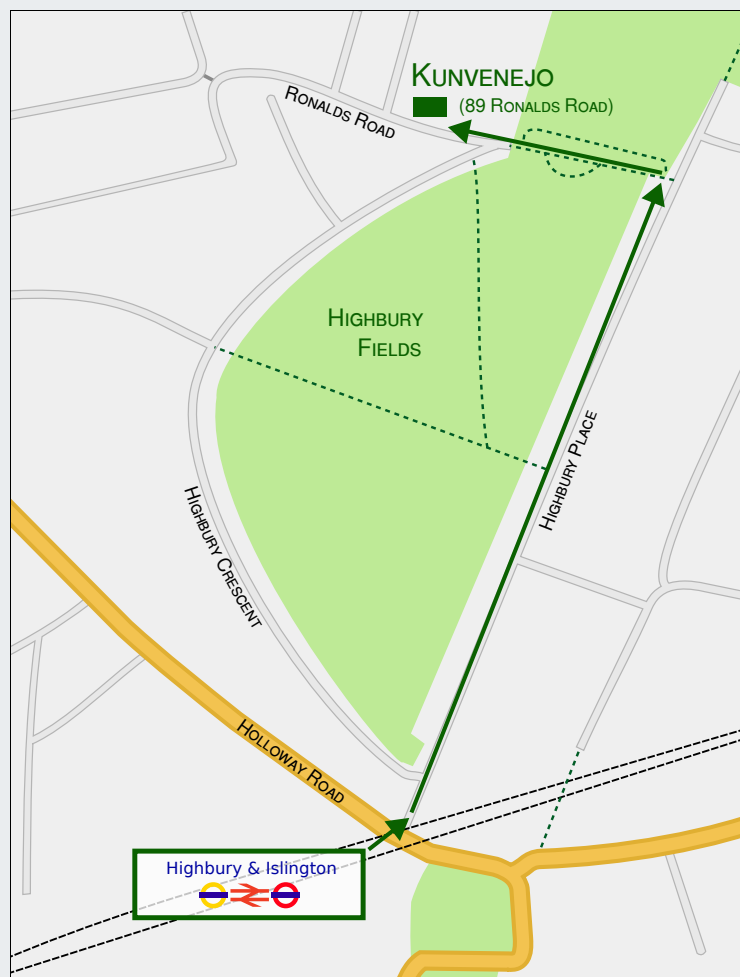 KUNVENEJO
(89 RONALDS ROAD)
RONALDS ROAD
HIGHBURY
FIELDS
HIGHBURY PLACE
HIGHBURY CRESCENT
HOLLOWAY ROAD
Highbury & Islington